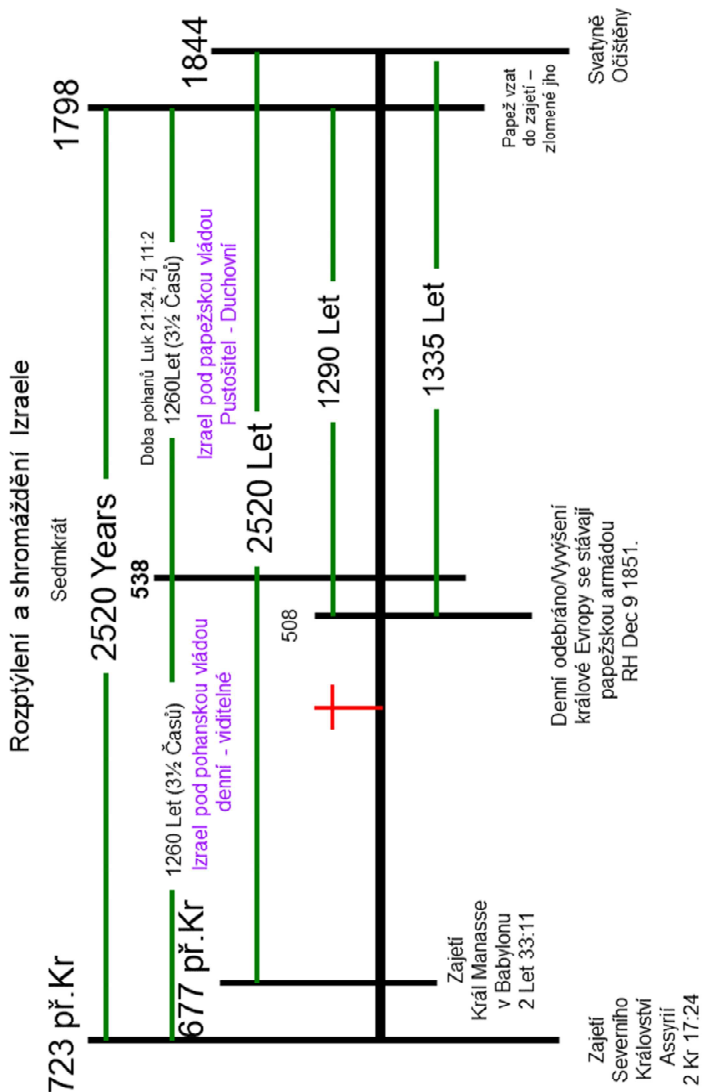 Rozptýlení a shromáždění Izraele
Sedmkrát
723 př.Kr
2520 Years
1798
1844
538
Doba pohanů Luk 21:24, Zj 11:2
1260 Let (3½ Časů)
1260Let (3½ Časů)
Izrael pod pohanskou vládou
denní - viditelné
Izrael pod papežskou vládou
Pustošitel - Duchovní
677 př.Kr
2520 Let
508
1290 Let
1335 Let
Zajetí
Král Manasse
v Babylonu
2 Let 33:11
Papež vzat
do zajetí –
zlomené jho
Denní odebráno/Vyvýšení
králové Evropy se stávají
papežskou armádou
RH Dec 9 1851.
Zajetí
Severního
Království
Assyrií
2 Kr 17:24
Svatyně
Očištěny